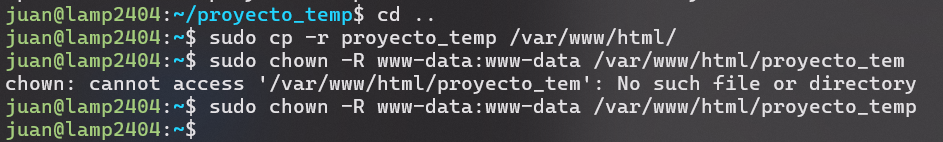 juan@lamp2404:~/proyecto_temp$ cd ..
juan@lamp2404:~$ sudo cp -r proyecto_temp /var/www/html/
juan@lamp2404:~$ sudo chown -R www-data:www-data /var/www/html/proyecto_tem
chown: cannot access '/var/www/html/proyecto_tem': No such file or directory
juan@lamp2404:~$ sudo chown -R www-data:www-data /var/www/html/proyecto_temp
juan@lamp2404:~$